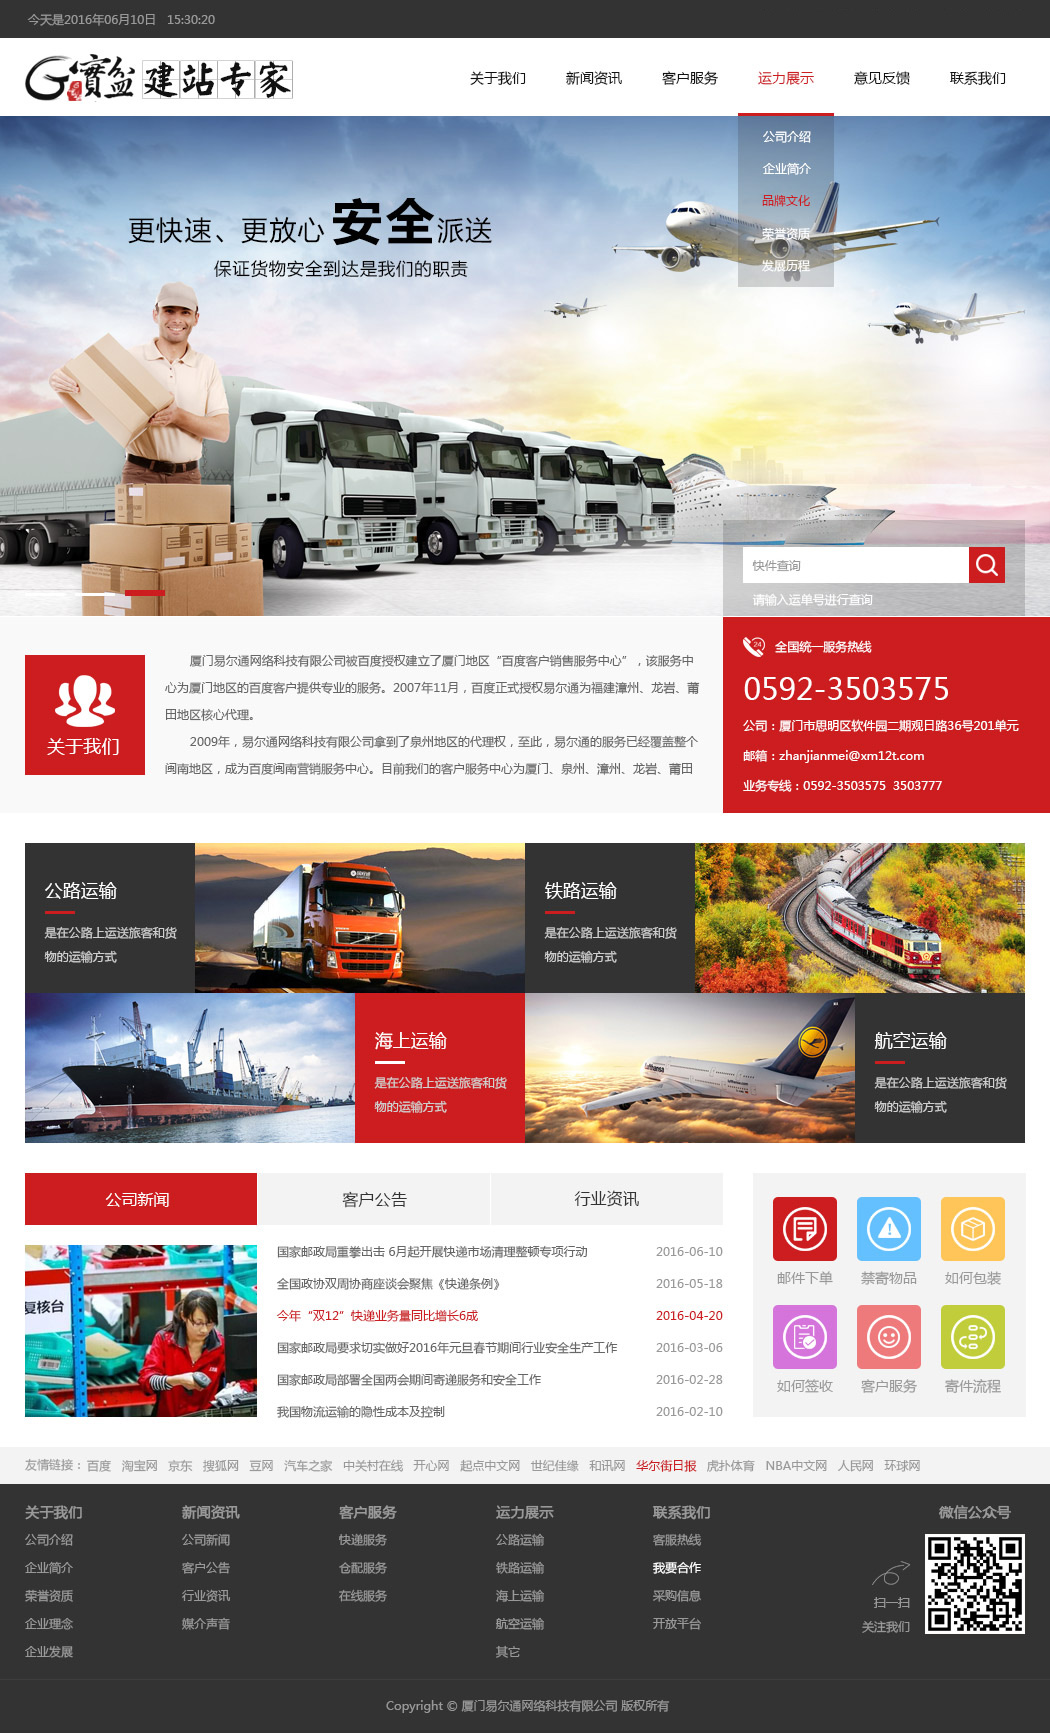 今天是2016年06月10日 15:30:20
G實盆 建站专家
关于我们 新闻资讯 客户服务 运力展示 意见反馈 联系我们
公司介绍
企业简介
品牌文化
荣誉资质
发展历程
更快速、更放心 安全 派送
保证货物安全到达是我们的职责
快件查询
请输入运单号进行查询
关于我们
厦门易尔通网络科技有限公司被百度授权建立了厦门地区“百度客户销售服务中心”，该服务中
心为厦门地区的百度客户提供专业的服务。2007年11月，百度正式授权易尔通为福建漳州、龙岩、莆
田地区核心代理。
2009年，易尔通网络科技有限公司拿到了泉州地区的代理权，至此，易尔通的服务已经覆盖整个
闽南地区，成为百度闽南营销服务中心。目前我们的客户服务中心为厦门、泉州、漳州、龙岩、莆田
24 全国统一服务热线
0592-3503575
公司：厦门市思明区软件园二期观日路36号201单元
邮箱：zhanjianmei@xm12t.com
业务专线：0592-3503575 3503777
公路运输
是在公路上运送旅客和货
物的运输方式
铁路运输
是在公路上运送旅客和货
物的运输方式
海上运输
是在公路上运送旅客和货
物的运输方式
Lufthansa
航空运输
是在公路上运送旅客和货
物的运输方式
公司新闻 客户公告 行业资讯
复核台
国家邮政局重拳出击 6月起开展快递市场清理整顿专项行动 2016-06-10
全国政协双周协商座谈会聚焦《快递条例》 2016-05-18
今年“双12”快递业务量同比增长6成 2016-04-20
国家邮政局要求切实做好2016年元旦春节期间行业安全生产工作 2016-03-06
国家邮政局部署全国两会期间寄递服务和安全工作 2016-02-28
我国物流运输的隐性成本及控制 2016-02-10
邮件下单 禁寄物品 如何包装
如何签收 客户服务 寄件流程
友情链接：百度 淘宝网 京东 搜狐网 豆网 汽车之家 中关村在线 开心网 起点中文网 世纪佳缘 和讯网 华尔街日报 虎扑体育 NBA中文网 人民网 环球网
关于我们
公司介绍
企业简介
荣誉资质
企业理念
企业发展
新闻资讯
公司新闻
客户公告
行业资讯
媒介声音
客户服务
快递服务
仓配服务
在线服务
运力展示
公路运输
铁路运输
海上运输
航空运输
其它
联系我们
客服热线
我要合作
采购信息
开放平台
微信公众号
扫一扫
关注我们
Copyright © 厦门易尔通网络科技有限公司 版权所有